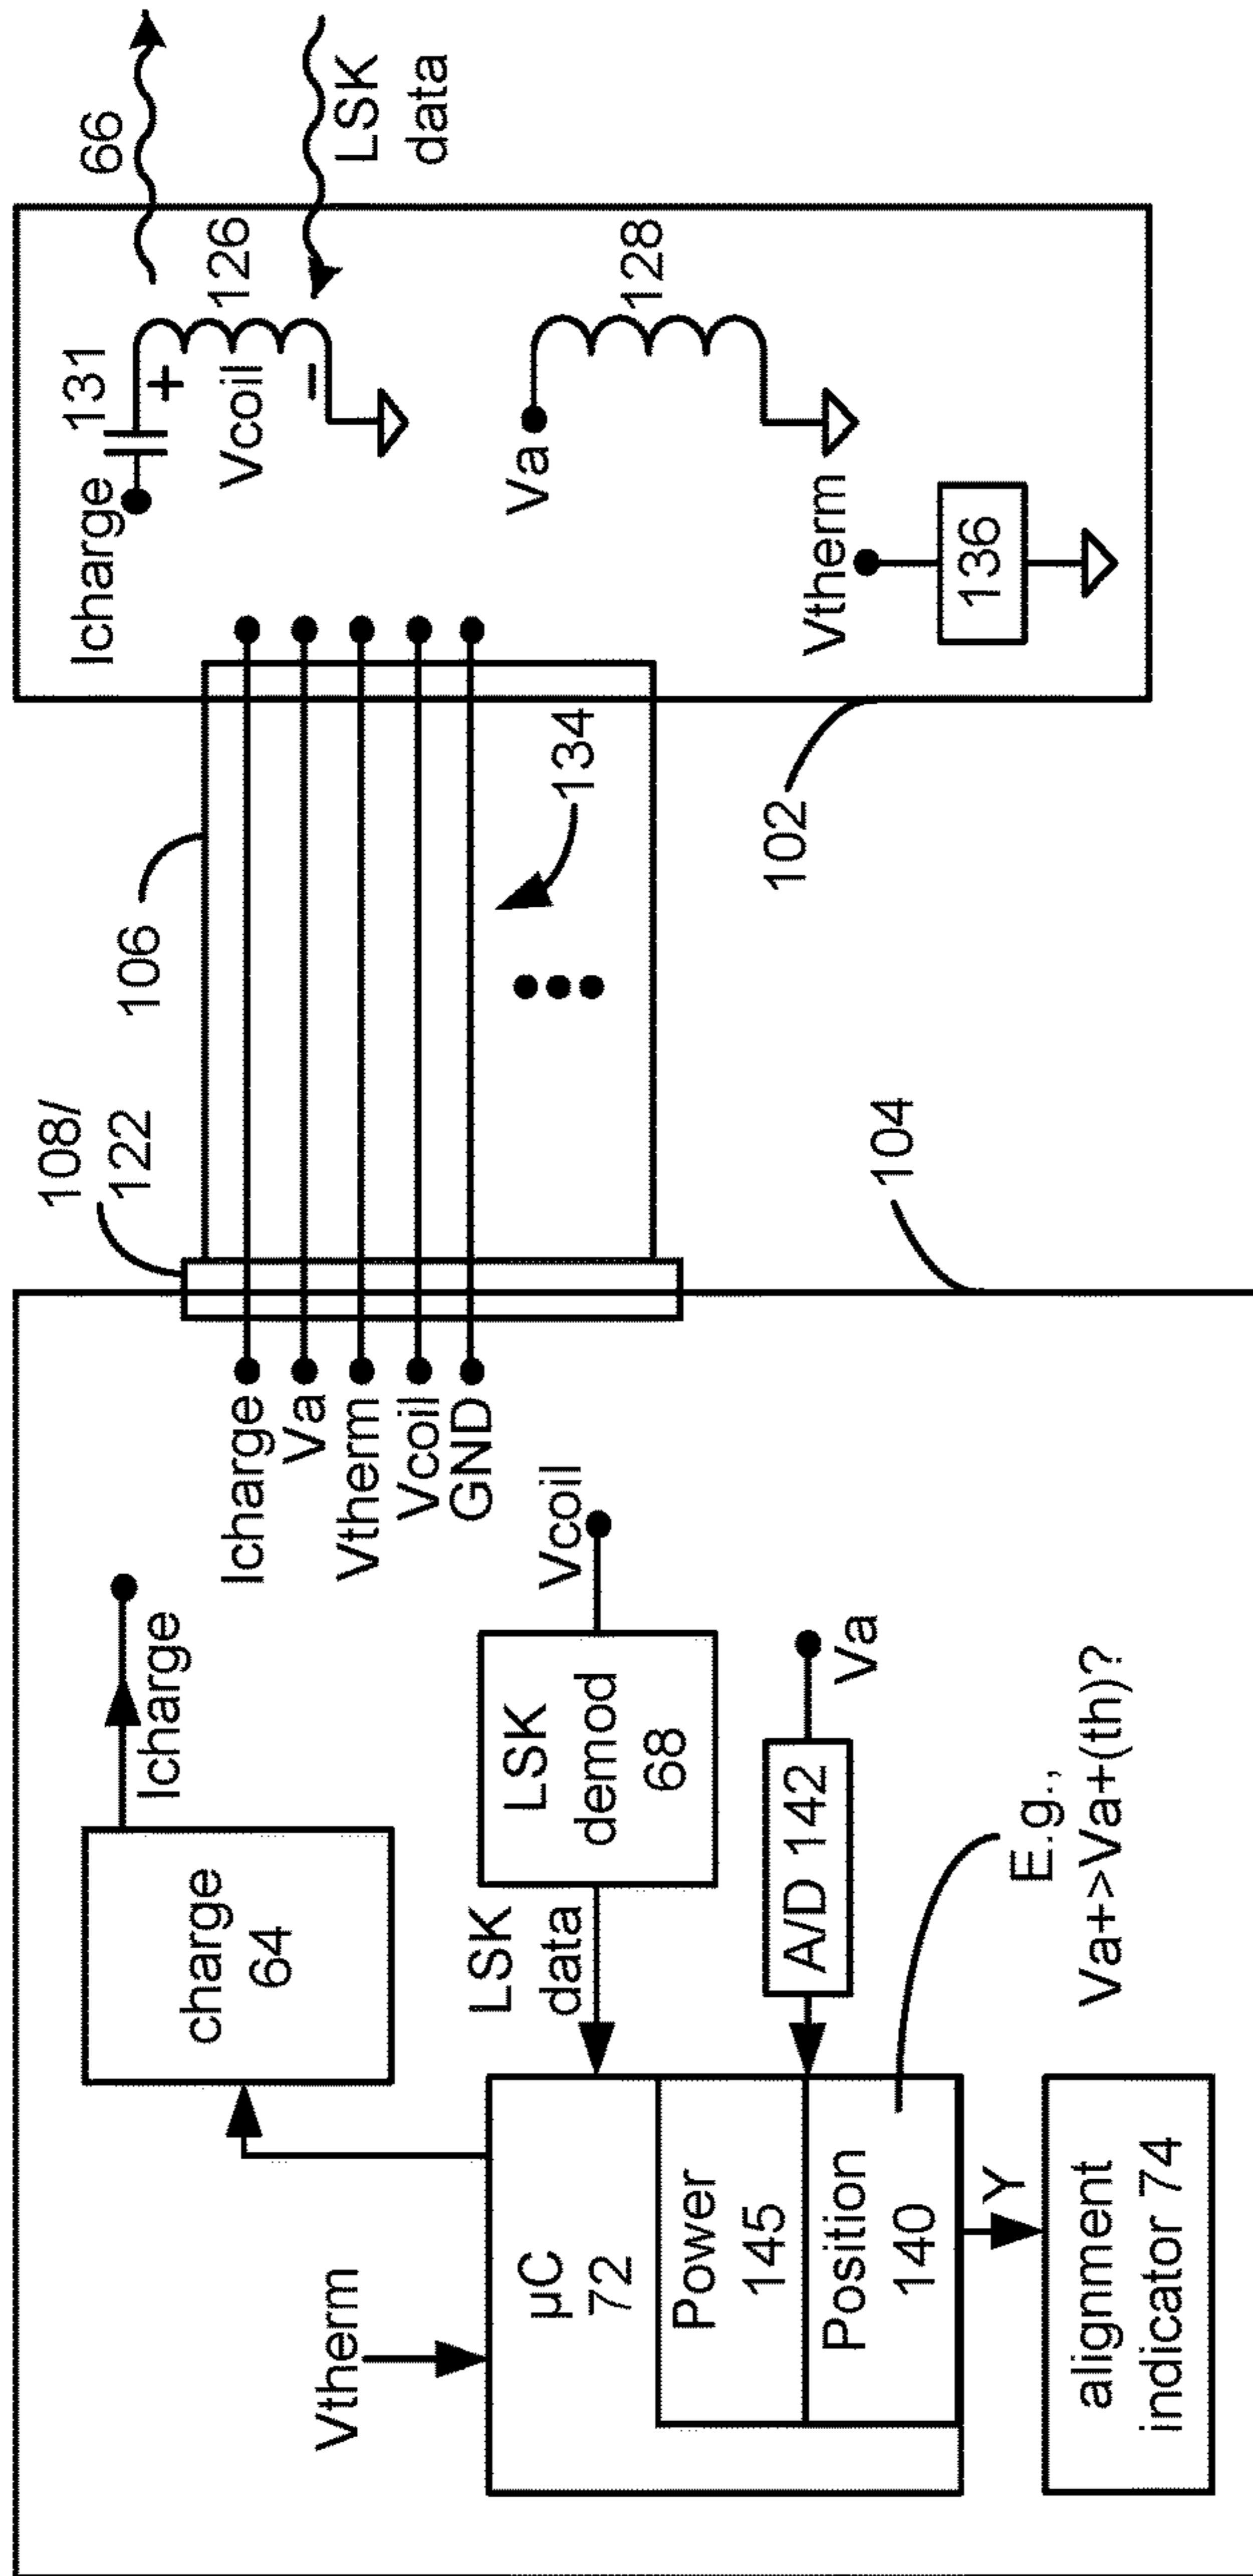 Vtherm
µC
72
Power
145
Position
140
Y
alignment
indicator 74
charge
64
Icharge
LSK
data
LSK
demod
68
Vcoil
A/D 142
Va
E.g.,
Va+>Va+(th)?
104
Icharge
Va
Vtherm
Vcoil
GND
108/
122
106
134
102
Icharge
131
+
Vcoil
–
126
66
LSK
data
Va
128
Vtherm
136